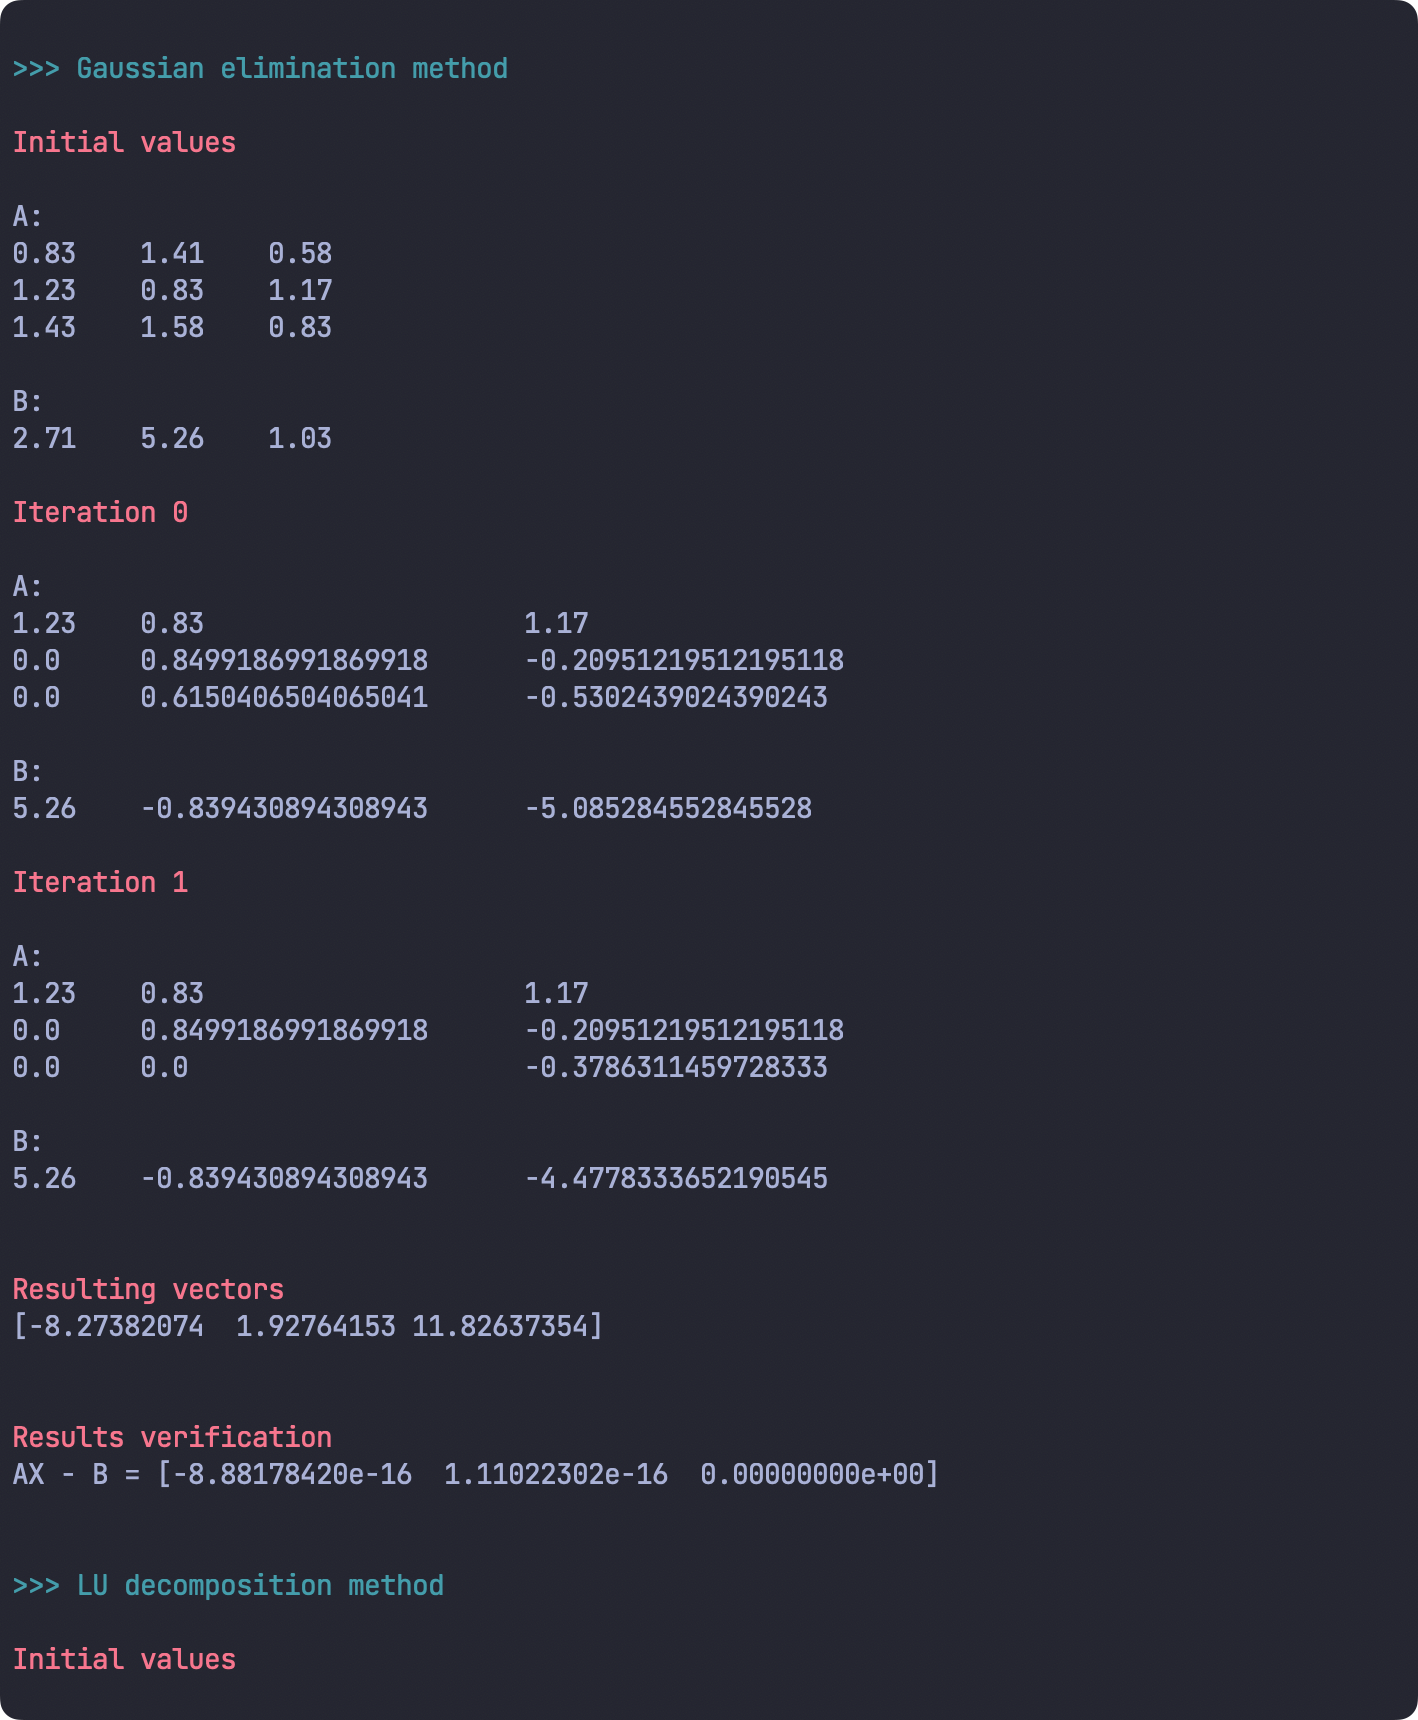 >>> Gaussian elimination method
Initial values
A:
0.83    1.41    0.58
1.23    0.83    1.17
1.43    1.58    0.83
B:
2.71    5.26    1.03
Iteration 0
A:
1.23    0.83                    1.17
0.0     0.8499186991869918      -0.20951219512195118
0.0     0.6150406504065041      -0.5302439024390243
B:
5.26    -0.839430894308943      -5.085284552845528
Iteration 1
A:
1.23    0.83                    1.17
0.0     0.8499186991869918      -0.20951219512195118
0.0     0.0                     -0.3786311459728333
B:
5.26    -0.839430894308943      -4.4778333652190545
Resulting vectors
[-8.27382074  1.92764153 11.82637354]
Results verification
AX - B = [-8.88178420e-16  1.11022302e-16  0.00000000e+00]
>>> LU decomposition method
Initial values